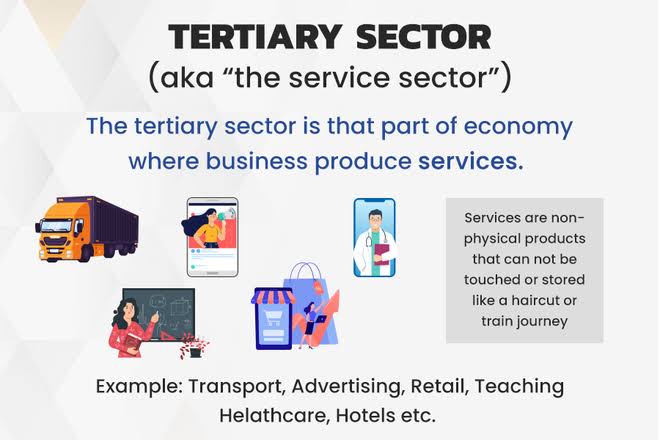 TERTIARY SECTOR
(aka “the service sector”)
The tertiary sector is that part of economy
where business produce services.
Services are non-
physical products
that can not be
touched or stored
like a haircut or
train journey
Example: Transport, Advertising, Retail, Teaching
Helathcare, Hotels etc.